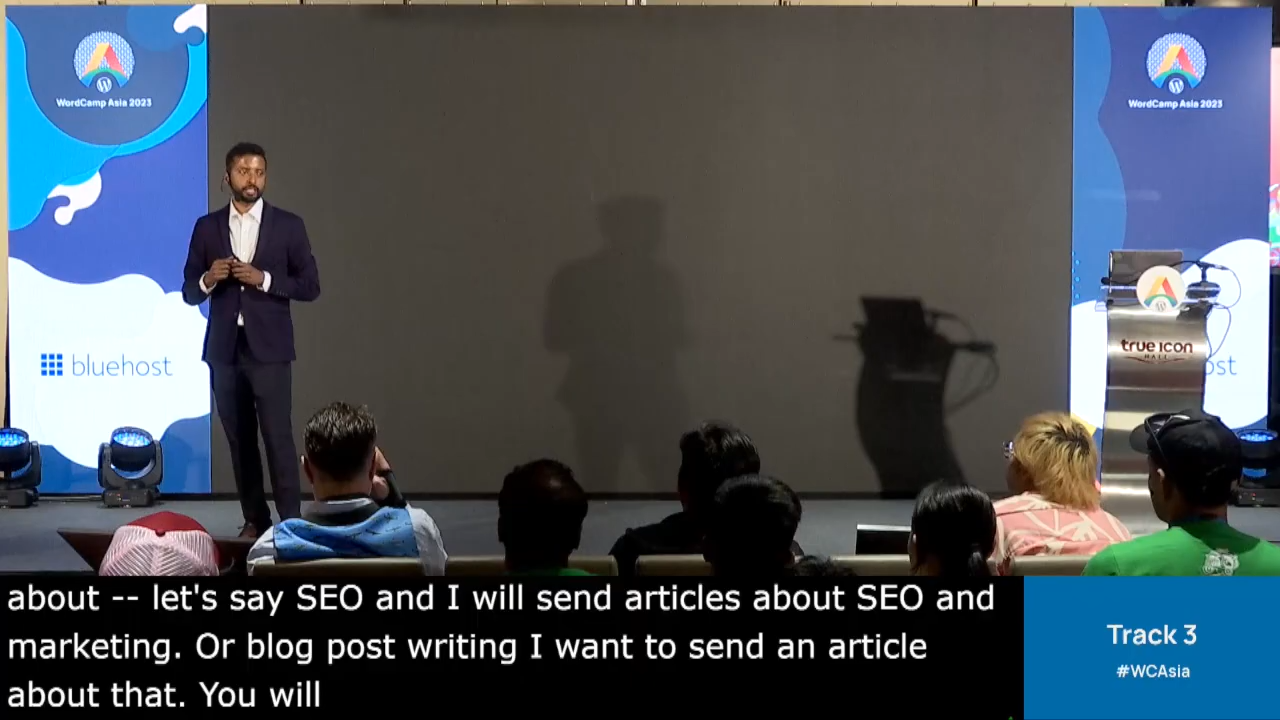 WordCamp Asia 2023
WordCamp Asia 2023
bluehost
true icon
HALL
ost
about -- let's say SEO and I will send articles about SEO and
marketing. Or blog post writing I want to send an article
about that. You will
Track 3
#WCAsia